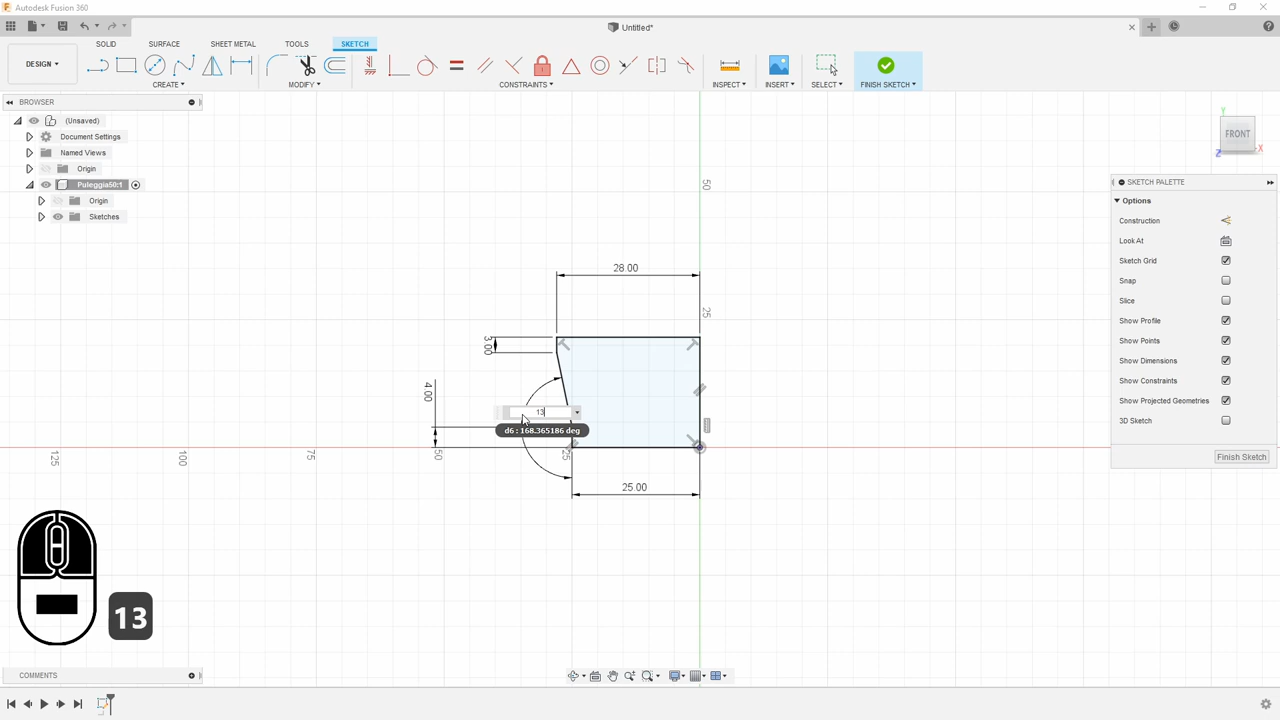 Autodesk Fusion 360
Untitled*
SOLID SURFACE SHEET METAL TOOLS SKETCH
DESIGN
CREATE MODIFY CONSTRAINTS INSPECT INSERT SELECT FINISH SKETCH
BROWSER
(Unsaved)
Document Settings
Named Views
Origin
Puleggia50:1
Origin
Sketches
Y
FRONT
X
Z
SKETCH PALETTE
Options
Construction
Look At
Sketch Grid
Snap
Slice
Show Profile
Show Points
Show Dimensions
Show Constraints
Show Projected Geometries
3D Sketch
Finish Sketch
50
28.00
25
3.00
4.00
13
d6 : 168.365186 deg
125 100 75 50 25
25.00
13
COMMENTS